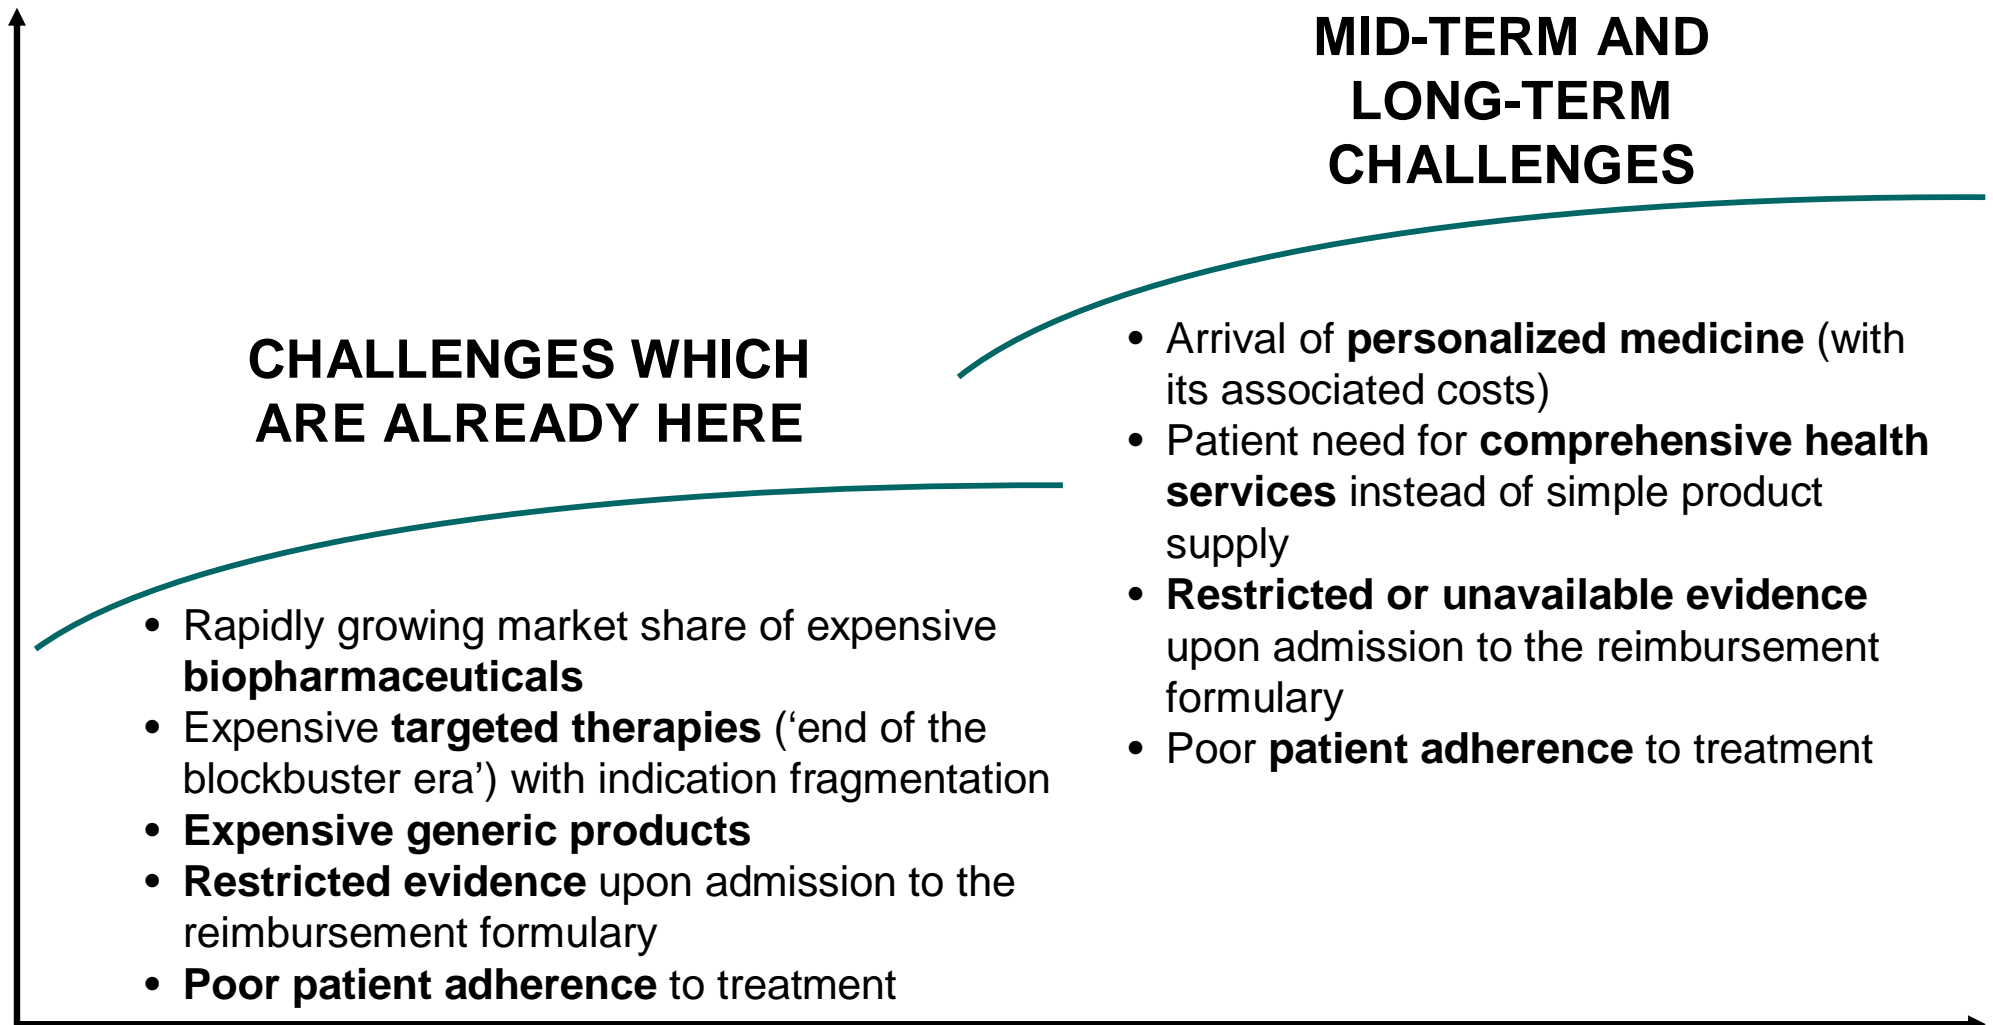 CHALLENGES WHICH
ARE ALREADY HERE
• Rapidly growing market share of expensive
biopharmaceuticals
• Expensive targeted therapies (‘end of the
blockbuster era’) with indication fragmentation
• Expensive generic products
• Restricted evidence upon admission to the
reimbursement formulary
• Poor patient adherence to treatment
MID-TERM AND
LONG-TERM
CHALLENGES
• Arrival of personalized medicine (with
its associated costs)
• Patient need for comprehensive health
services instead of simple product
supply
• Restricted or unavailable evidence
upon admission to the reimbursement
formulary
• Poor patient adherence to treatment